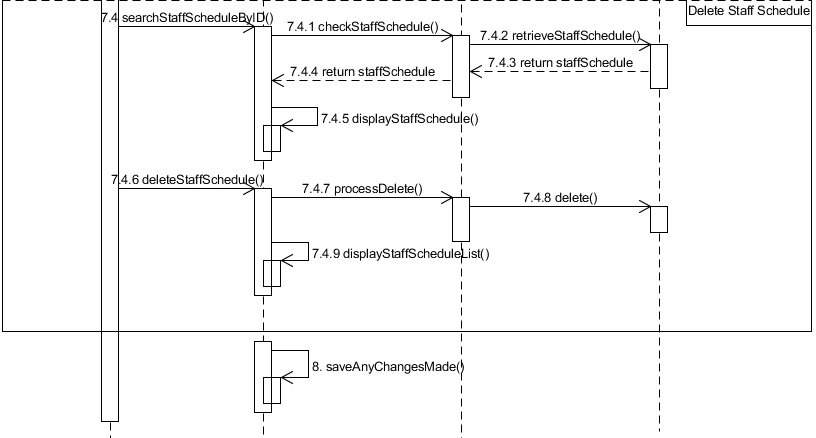 Delete Staff Schedule
7.4 searchStaffScheduleByID()
7.4.1 checkStaffSchedule()
7.4.2 retrieveStaffSchedule()
7.4.3 return staffSchedule
7.4.4 return staffSchedule
7.4.5 displayStaffSchedule()
7.4.6 deleteStaffSchedule()
7.4.7 processDelete()
7.4.8 delete()
7.4.9 displayStaffScheduleList()
8. saveAnyChangesMade()